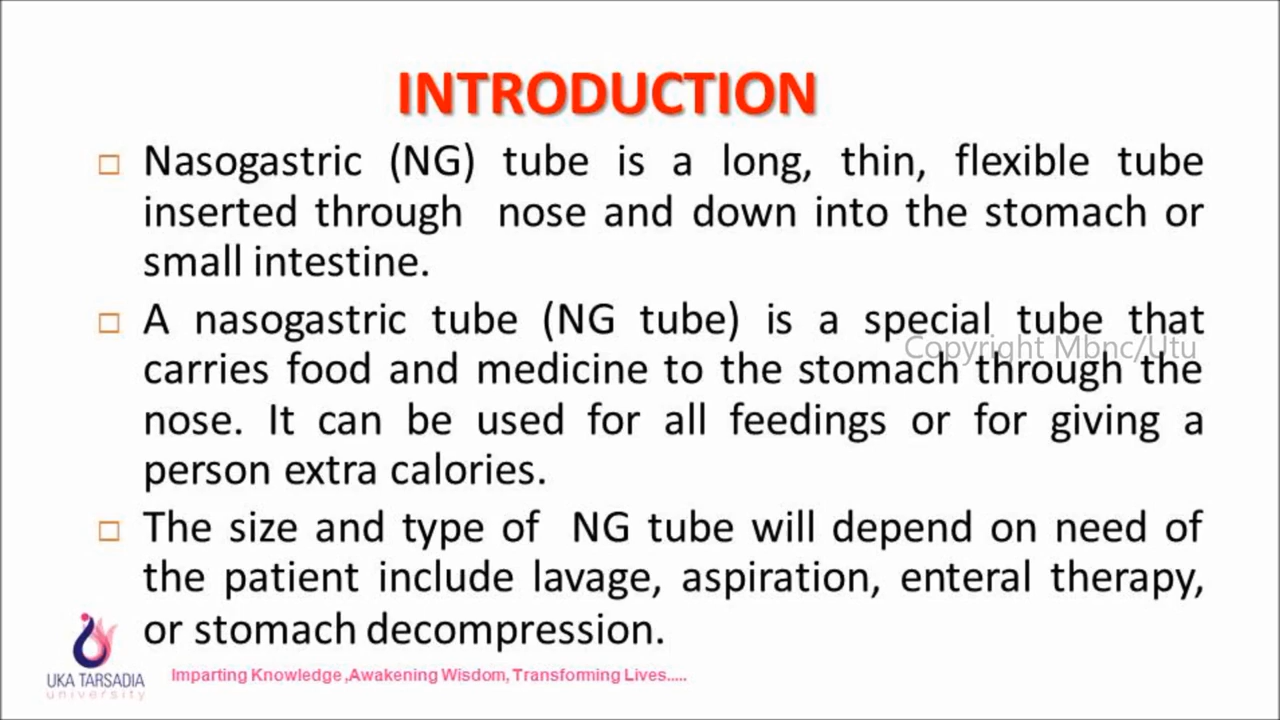 INTRODUCTION
Nasogastric (NG) tube is a long, thin, flexible tube
inserted through nose and down into the stomach or
small intestine.
A nasogastric tube (NG tube) is a special tube that
Copyright Mbnc/Utu
carries food and medicine to the stomach through the
nose. It can be used for all feedings or for giving a
person extra calories.
The size and type of NG tube will depend on need of
the patient include lavage, aspiration, enteral therapy,
or stomach decompression.
UKA TARSADIA
university
Imparting Knowledge ,Awakening Wisdom, Transforming Lives.....